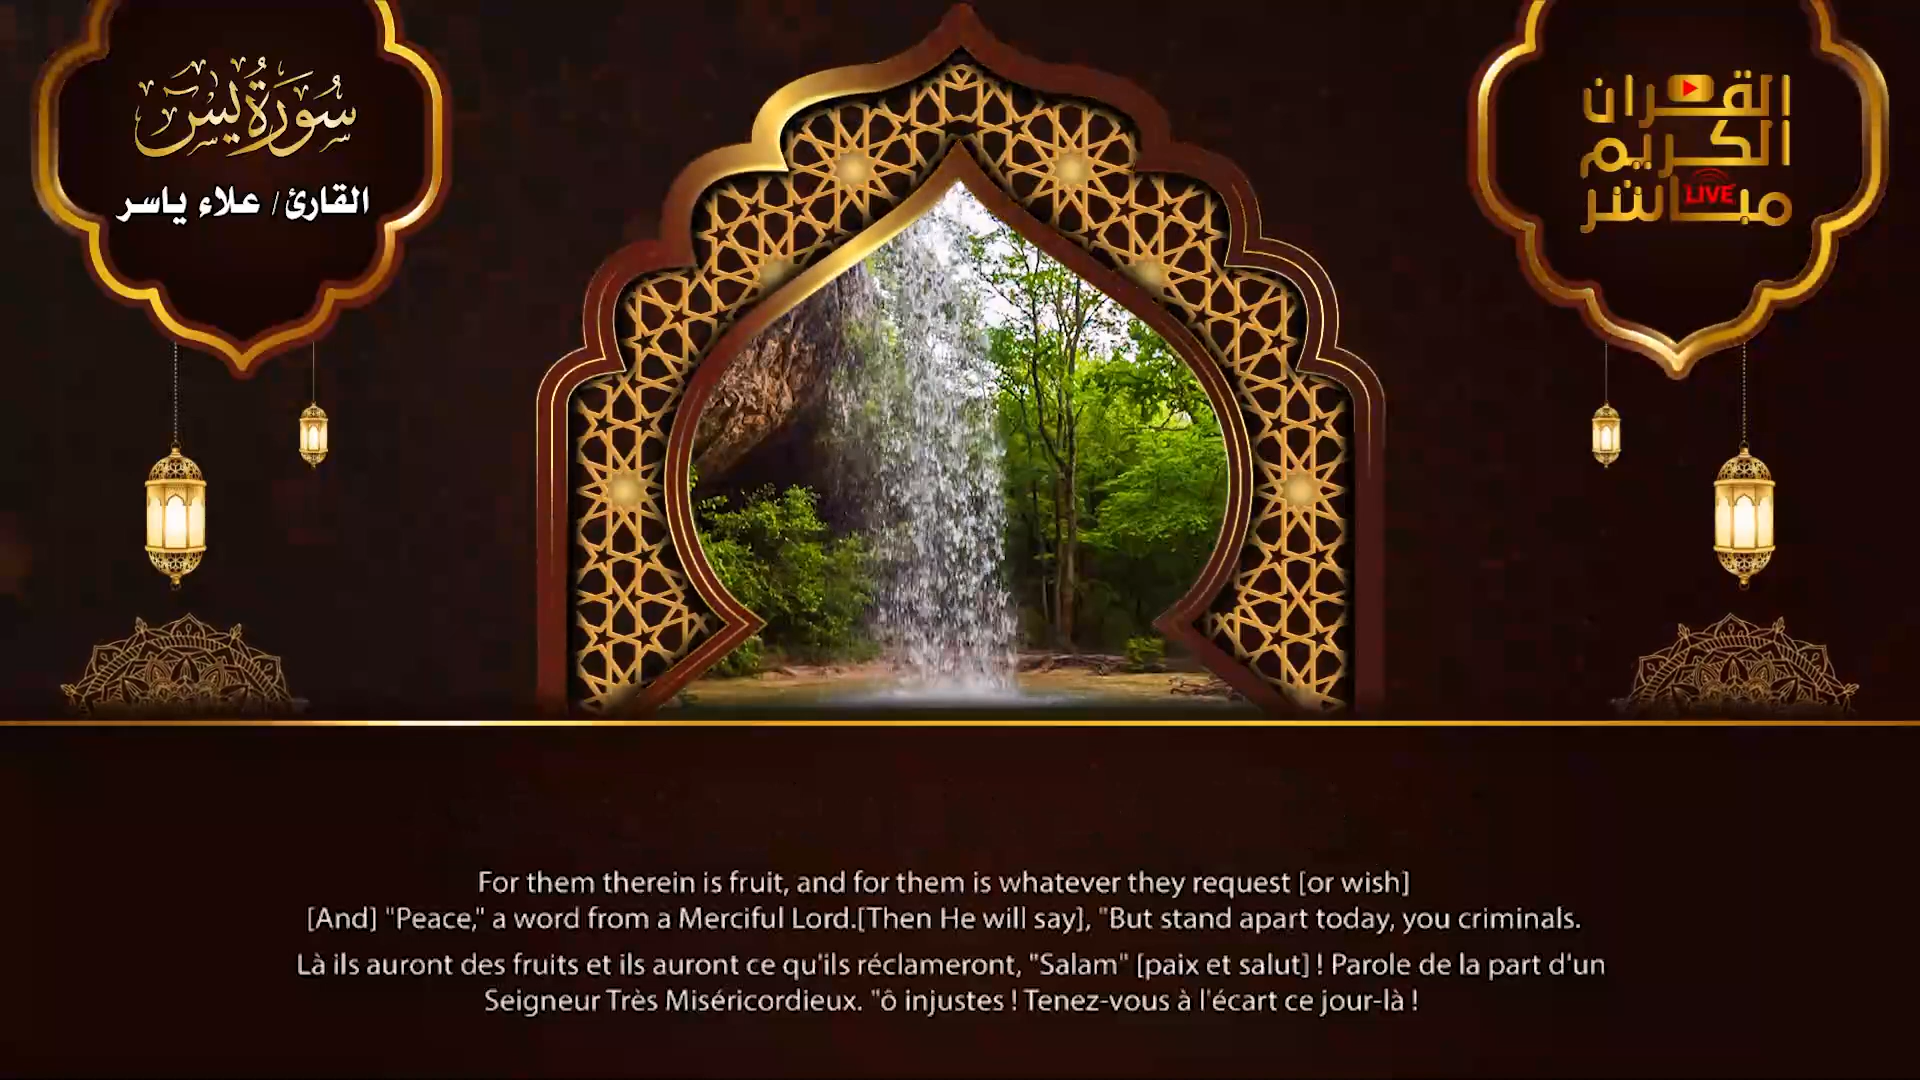 سُورَةُ يسٓ
القارئ/ علاء ياسر
القران
الكريم
مباشر
LIVE
For them therein is fruit, and for them is whatever they request [or wish]
[And] "Peace," a word from a Merciful Lord.[Then He will say], "But stand apart today, you criminals.
Là ils auront des fruits et ils auront ce qu'ils réclameront, "Salam" [paix et salut] ! Parole de la part d'un
Seigneur Très Miséricordieux. "ô injustes ! Tenez-vous à l'écart ce jour-là !